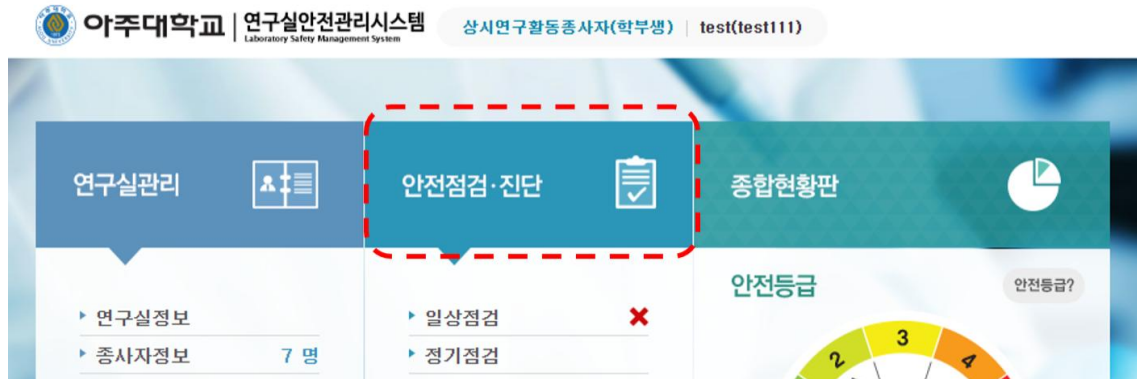 아주대학교 연구실안전관리시스템 상시연구활동종사자(학부생) test(test111)
Laboratory Safety Management System
연구실관리 안전점검·진단 종합현황판
안전등급 안전등급?
연구실정보 일상점검
종사자정보 7 명 정기점검
2 3 4